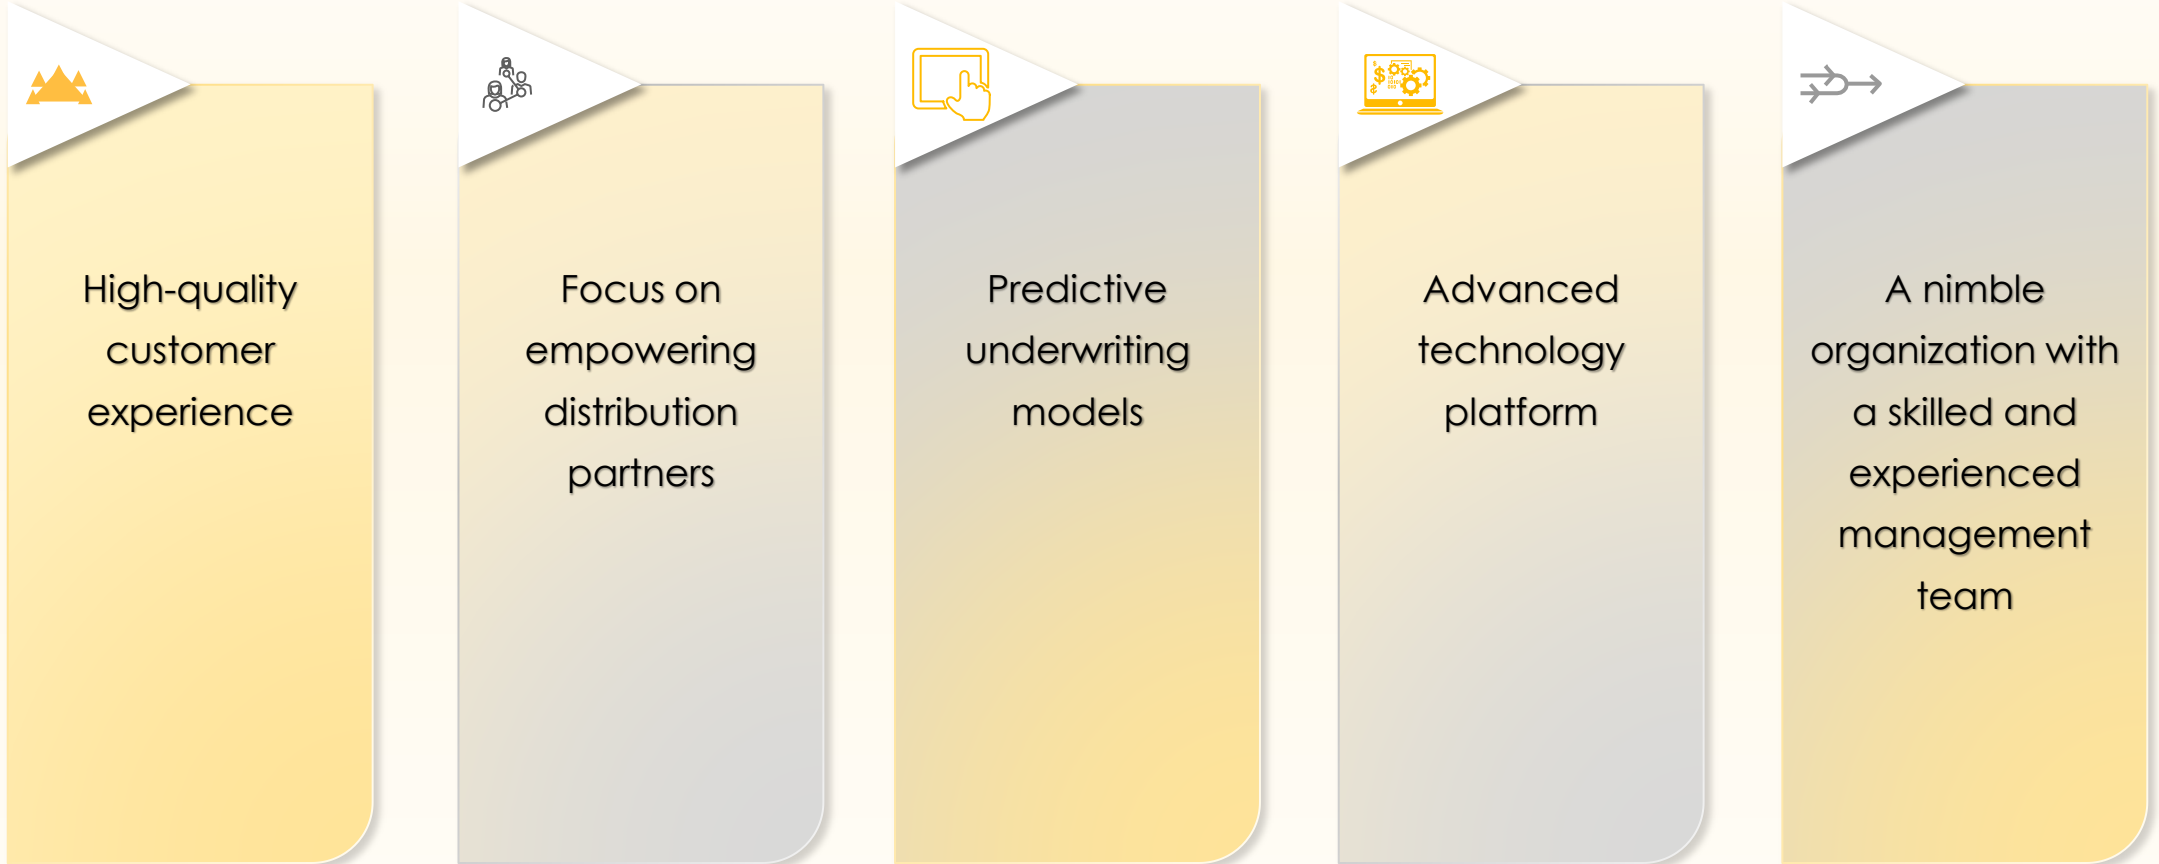 High-quality
customer
experience
Focus on
empowering
distribution
partners
Predictive
underwriting
models
Advanced
technology
platform
A nimble
organization with
a skilled and
experienced
management
team